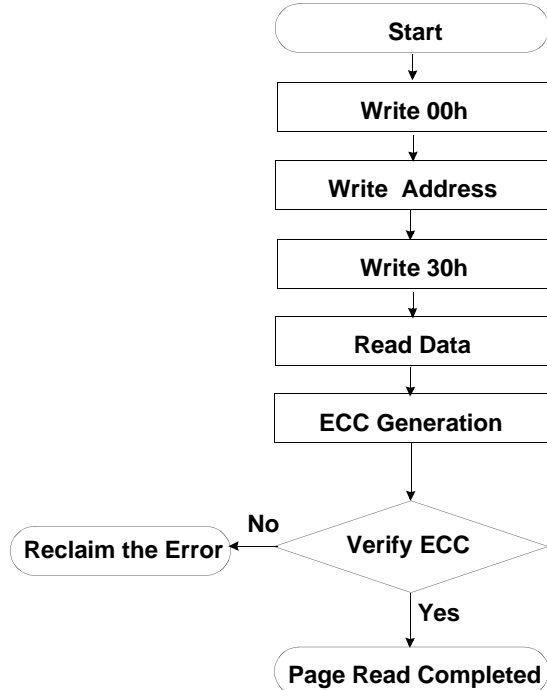 Start
Write 00h
Write Address
Write 30h
Read Data
ECC Generation
Verify ECC
No
Reclaim the Error
Yes
Page Read Completed